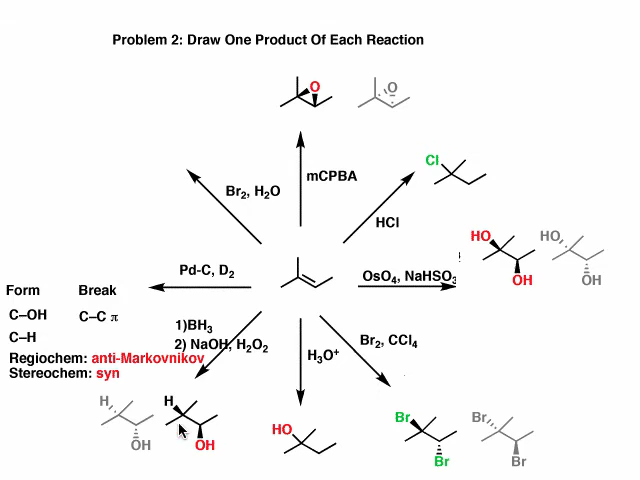 Problem 2: Draw One Product Of Each Reaction
O
O
Br2, H2O
mCPBA
Cl
HCl
HO
OH
HO
OH
Pd-C, D2
OsO4, NaHSO3
Form Break
C–OH C–C π
C–H
Regiochem: anti-Markovnikov
Stereochem: syn
1)BH3
2) NaOH, H2O2
H3O+
Br2, CCl4
H
OH
H
OH
HO
Br
Br
Br
Br